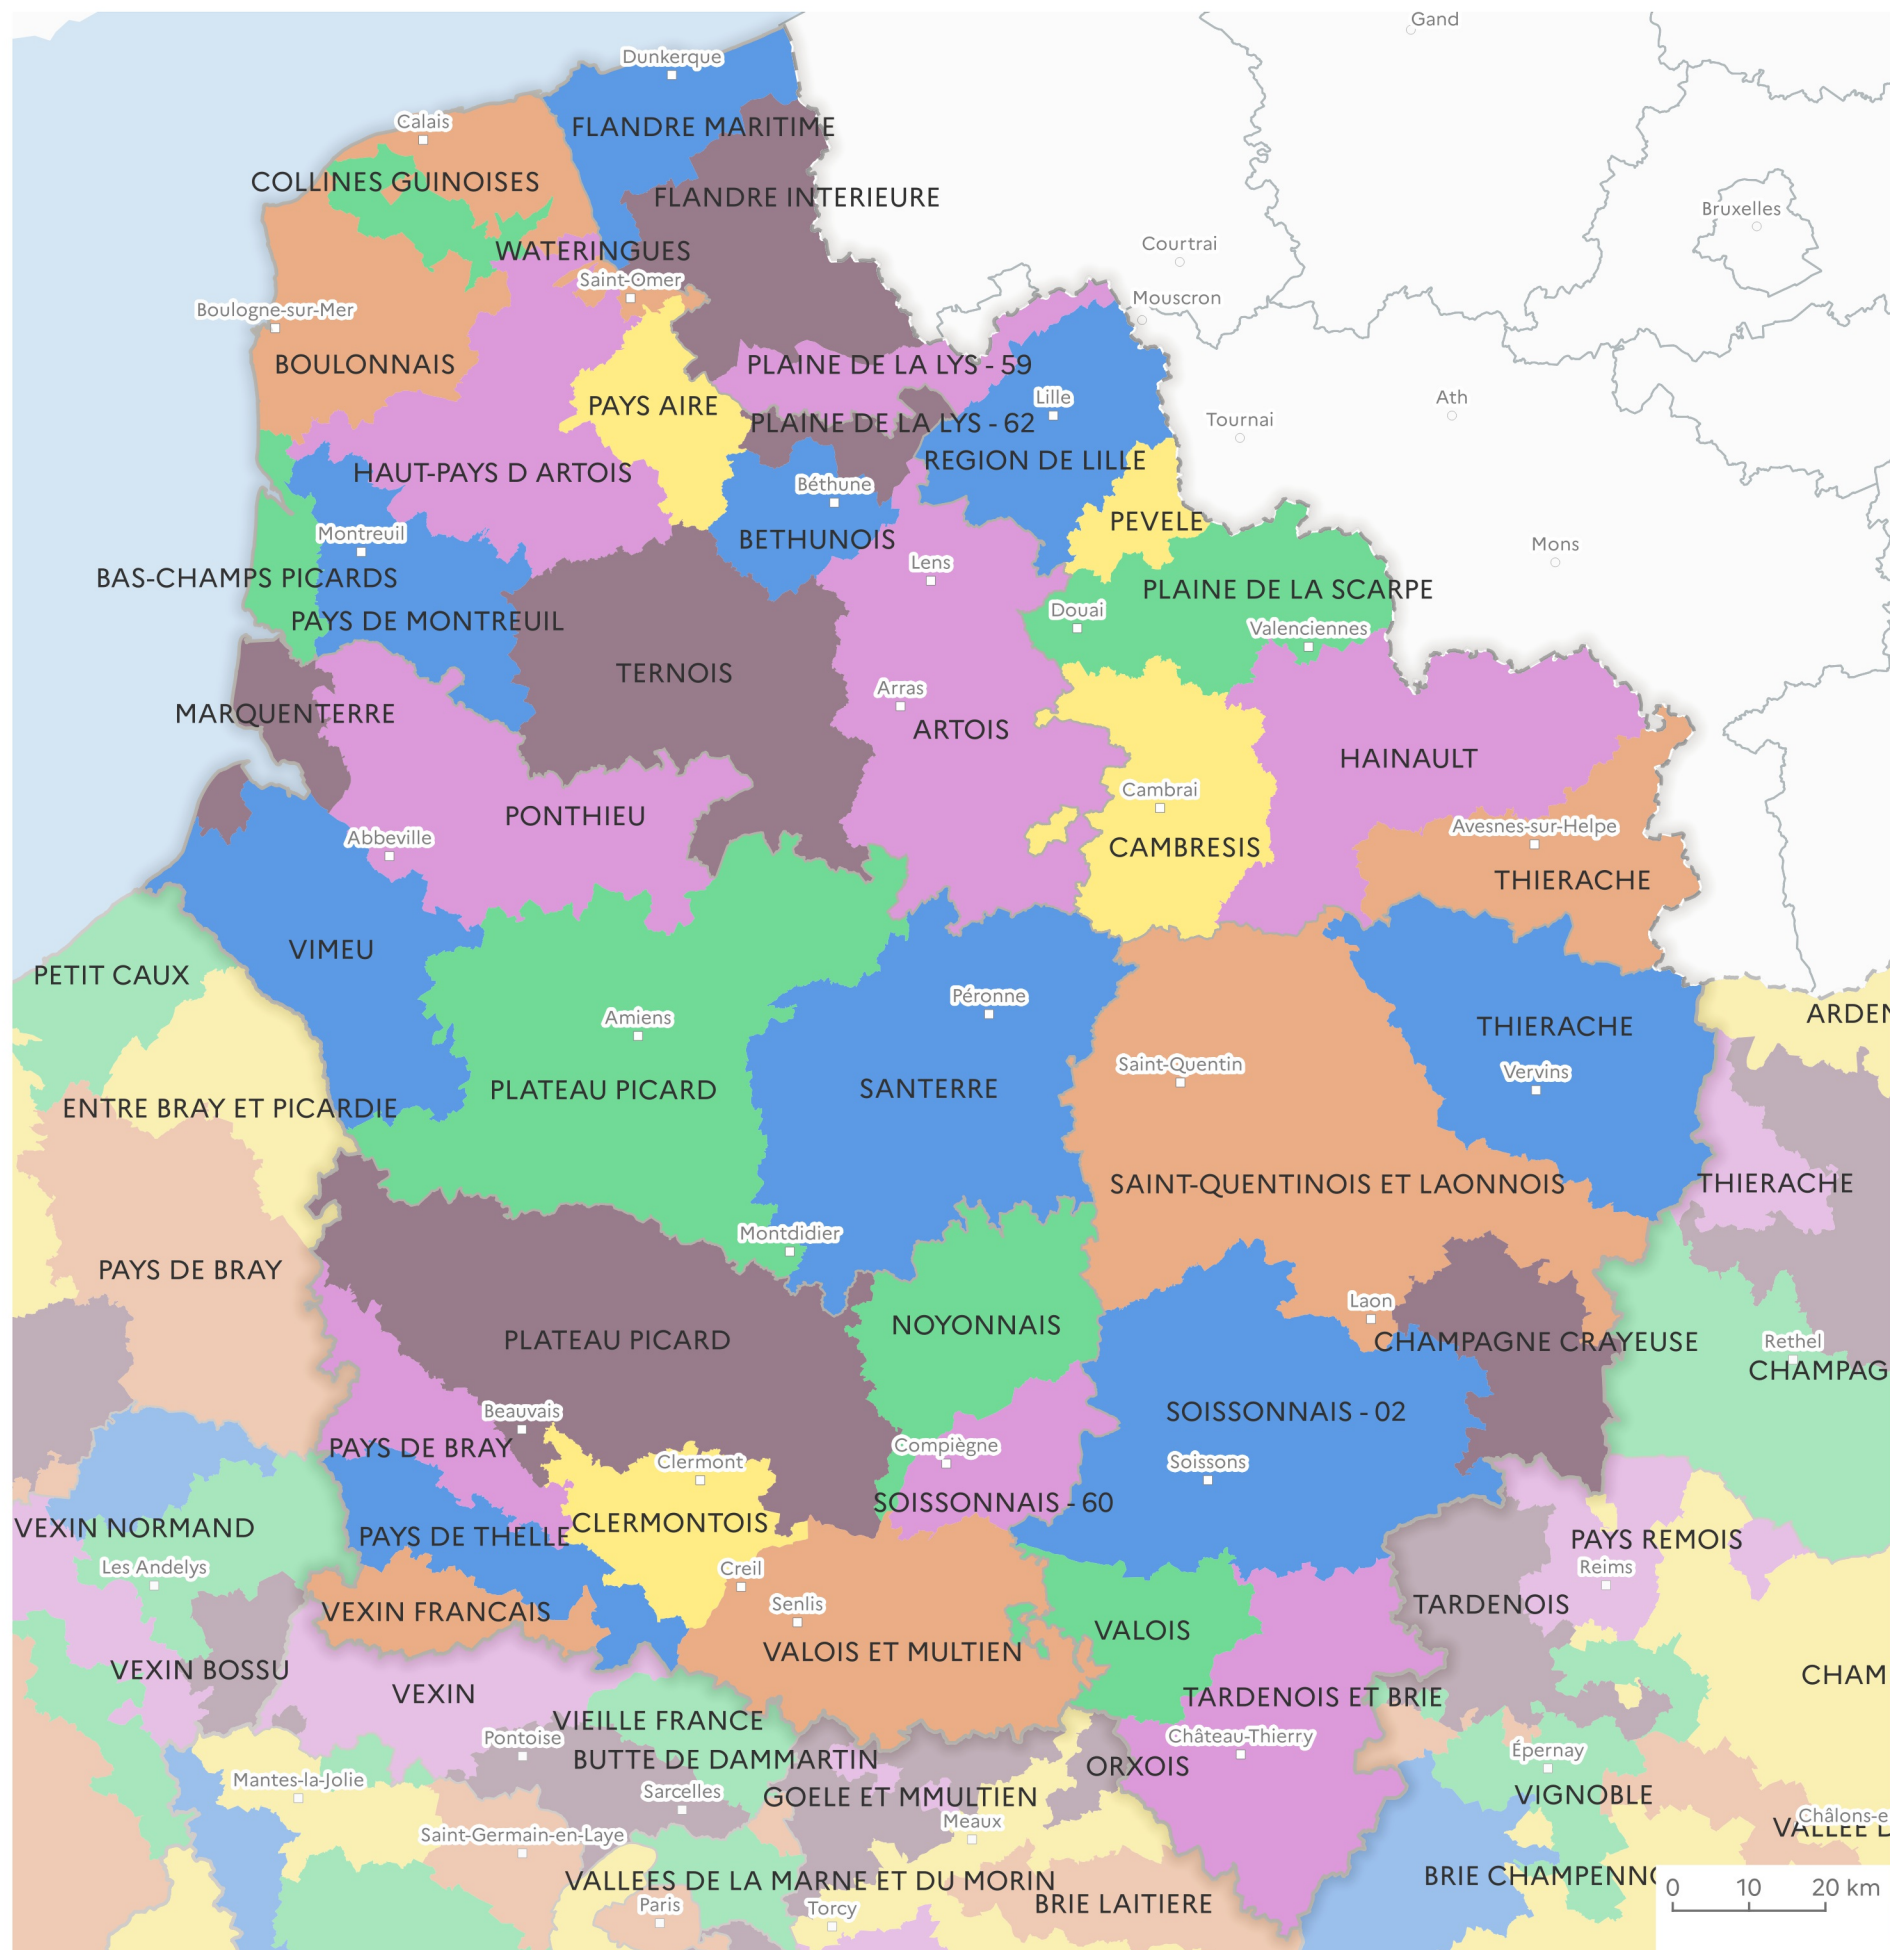 Gand
Dunkerque
Calais
FLANDRE MARITIME
COLLINES GUINOISES
FLANDRE INTERIEURE
Bruxelles
WATERINGUES
Courtrai
Saint-Omer
Mouscron
Boulogne-sur-Mer
BOULONNAIS
PLAINE DE LA LYS - 59
PAYS AIRE
Lille
Ath
PLAINE DE LA LYS - 62
Tournai
REGION DE LILLE
HAUT-PAYS D ARTOIS
Béthune
PEVELE
Montreuil
BETHUNOIS
Mons
Lens
BAS-CHAMPS PICARDS
PLAINE DE LA SCARPE
Douai
PAYS DE MONTREUIL
Valenciennes
TERNOIS
Arras
MARQUENTERRE
ARTOIS
HAINAULT
Cambrai
PONTHIEU
Avesnes-sur-Helpe
Abbeville
CAMBRESIS
THIERACHE
VIMEU
PETIT CAUX
Péronne
Amiens
ARDEN
THIERACHE
Saint-Quentin
Vervins
PLATEAU PICARD
SANTERRE
ENTRE BRAY ET PICARDIE
SAINT-QUENTINOIS ET LAONNOIS
THIERACHE
Montdidier
PAYS DE BRAY
Laon
NOYONNAIS
PLATEAU PICARD
CHAMPAGNE CRAYEUSE
Rethel
CHAMPAG
Beauvais
SOISSONNAIS - 02
PAYS DE BRAY
Compiègne
Clermont
Soissons
SOISSONNAIS - 60
VEXIN NORMAND
CLERMONTOIS
PAYS DE THELLE
PAYS REMOIS
Les Andelys
Creil
Reims
Senlis
TARDENOIS
VEXIN FRANCAIS
VALOIS
VALOIS ET MULTIEN
VEXIN BOSSU
CHAM
VEXIN
TARDENOIS ET BRIE
VIEILLE FRANCE
Pontoise
Château-Thierry
Épernay
BUTTE DE DAMMARTIN
ORXOIS
Mantes-la-Jolie
Sarcelles
GOELE ET MMULTIEN
VIGNOBLE
Meaux
Châlons-e
VALLEE D
Saint-Germain-en-Laye
BRIE CHAMPENNO
VALLEES DE LA MARNE ET DU MORIN
0 10 20 km
BRIE LAITIERE
Paris
Torcy